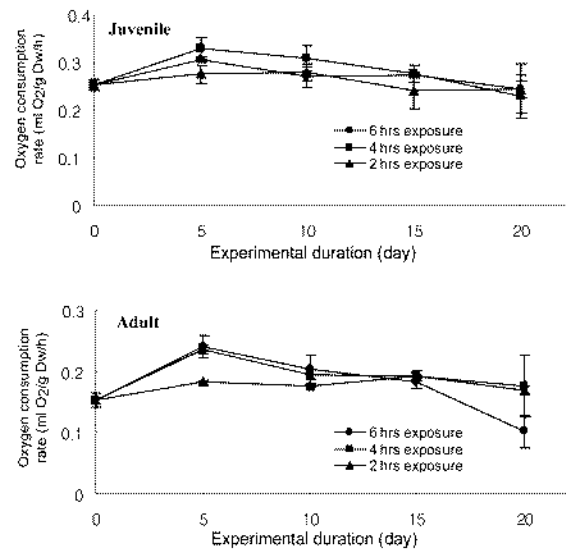 0.4
Juvenile
0.3
0.2
0.1
0
Oxygen consumption
rate (ml O2/g Dw/h)
6 hrs exposure
4 hrs exposure
2 hrs exposure
0 5 10 15 20
Experimental duration (day)
0.3
Adult
0.2
0.1
0
Oxygen consumption
rate (ml O2/g Dw/h)
6 hrs exposure
4 hrs exposure
2 hrs exposure
0 5 10 15 20
Experimental duration (day)